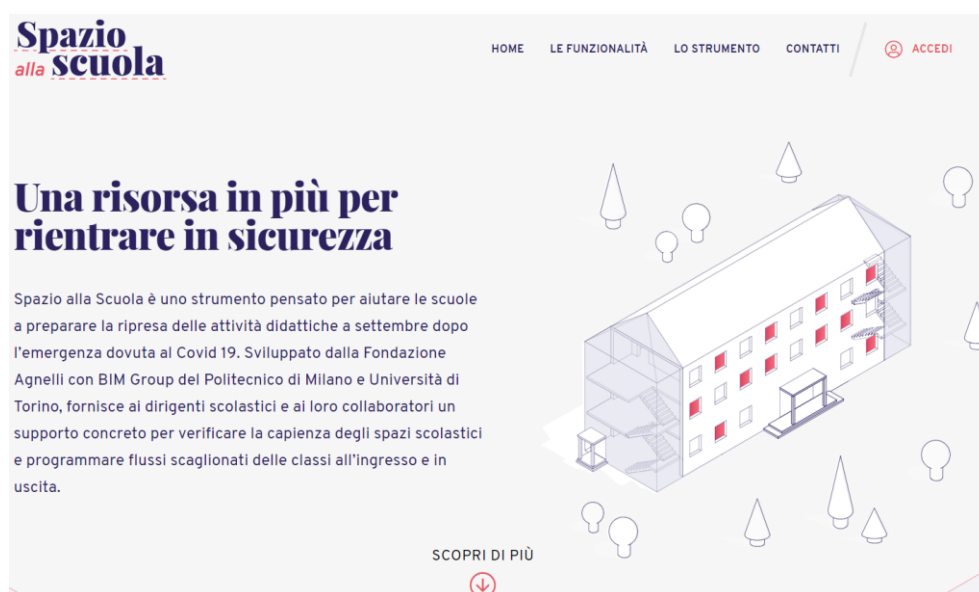 Spazio
alla scuola
HOME LE FUNZIONALITÀ LO STRUMENTO CONTATTI ACCEDI
Una risorsa in più per
rientrare in sicurezza
Spazio alla Scuola è uno strumento pensato per aiutare le scuole
a preparare la ripresa delle attività didattiche a settembre dopo
l'emergenza dovuta al Covid 19. Sviluppato dalla Fondazione
Agnelli con BIM Group del Politecnico di Milano e Università di
Torino, fornisce ai dirigenti scolastici e ai loro collaboratori un
supporto concreto per verificare la capienza degli spazi scolastici
e programmare flussi scaglionati delle classi all'ingresso e in
uscita.
SCOPRI DI PIÙ